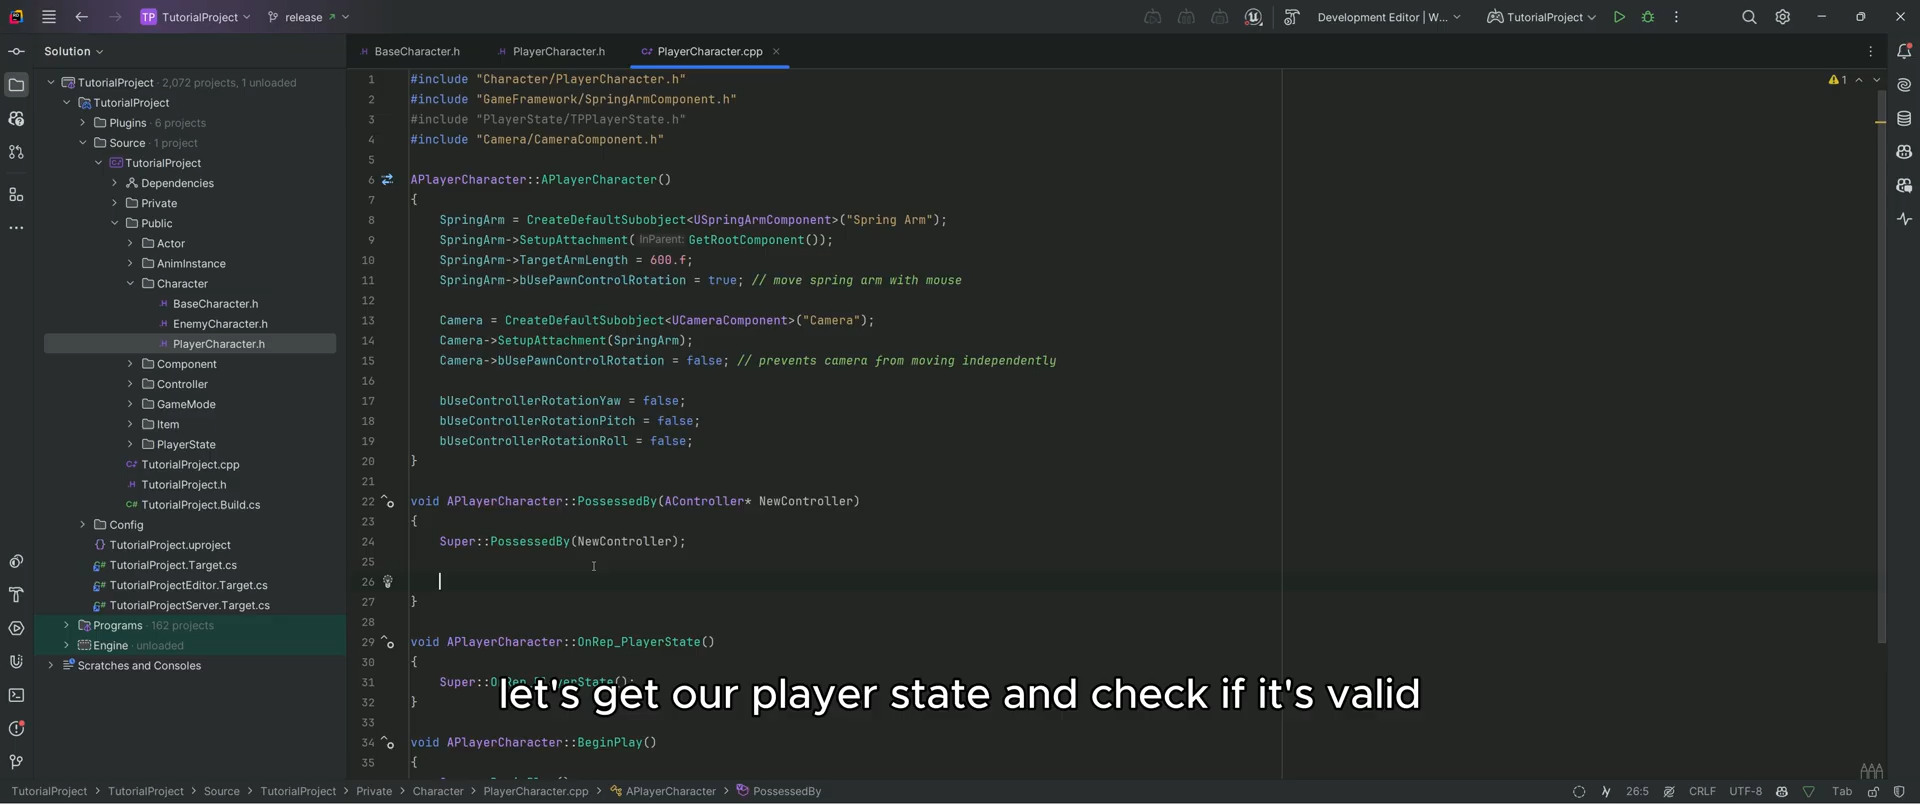 TP TutorialProject release Development Editor | W... TutorialProject
Solution
BaseCharacter.h PlayerCharacter.h PlayerCharacter.cpp
TutorialProject 2,072 projects, 1 unloaded
TutorialProject
Plugins 6 projects
Source 1 project
TutorialProject
Dependencies
Private
Public
Actor
AnimInstance
Character
BaseCharacter.h
EnemyCharacter.h
PlayerCharacter.h
Component
Controller
GameMode
Item
PlayerState
TutorialProject.cpp
TutorialProject.h
TutorialProject.Build.cs
Config
TutorialProject.uproject
TutorialProject.Target.cs
TutorialProjectEditor.Target.cs
TutorialProjectServer.Target.cs
Programs 162 projects
Engine unloaded
Scratches and Consoles
1 #include "Character/PlayerCharacter.h"
2 #include "GameFramework/SpringArmComponent.h"
3 #include "PlayerState/TPPlayerState.h"
4 #include "Camera/CameraComponent.h"
5
6 APlayerCharacter::APlayerCharacter()
7 {
8 SpringArm = CreateDefaultSubobject<USpringArmComponent>("Spring Arm");
9 SpringArm->SetupAttachment( InParent: GetRootComponent());
10 SpringArm->TargetArmLength = 600.f;
11 SpringArm->bUsePawnControlRotation = true; // move spring arm with mouse
12
13 Camera = CreateDefaultSubobject<UCameraComponent>("Camera");
14 Camera->SetupAttachment(SpringArm);
15 Camera->bUsePawnControlRotation = false; // prevents camera from moving independently
16
17 bUseControllerRotationYaw = false;
18 bUseControllerRotationPitch = false;
19 bUseControllerRotationRoll = false;
20 }
21
22 void APlayerCharacter::PossessedBy(AController* NewController)
23 {
24 Super::PossessedBy(NewController);
25
26
27 }
28
29 void APlayerCharacter::OnRep_PlayerState()
30 {
31 Super::OnRep_PlayerState();
32 }
33
34 void APlayerCharacter::BeginPlay()
35 {
1
let's get our player state and check if it's valid
TutorialProject > TutorialProject > Source > TutorialProject > Private > Character > PlayerCharacter.cpp > APlayerCharacter > PossessedBy 26:5 CRLF UTF-8 Tab